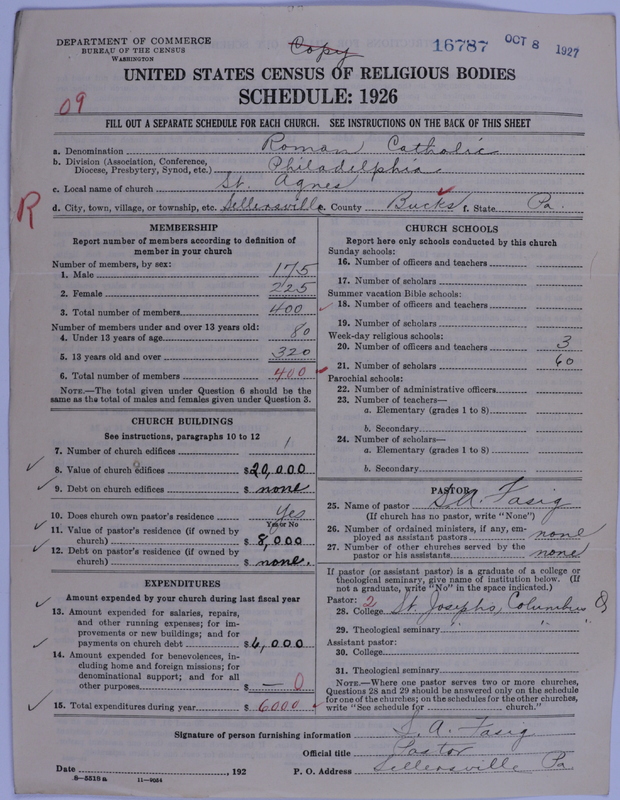 DEPARTMENT OF COMMERCE
BUREAU OF THE CENSUS
WASHINGTON
Copy
16787
OCT 8 1927
UNITED STATES CENSUS OF RELIGIOUS BODIES
SCHEDULE: 1926
09
FILL OUT A SEPARATE SCHEDULE FOR EACH CHURCH. SEE INSTRUCTIONS ON THE BACK OF THIS SHEET
a. Denomination Roman Catholic
b. Division (Association, Conference, Diocese, Presbytery, Synod, etc.) Philadelphia
c. Local name of church St. Agnes
R
d. City, town, village, or township, etc. Sellersville e. County Bucks f. State Pa.
MEMBERSHIP
Report number of members according to definition of
member in your church
Number of members, by sex:
1. Male 175
2. Female 225
3. Total number of members 400
Number of members under and over 13 years old:
4. Under 13 years of age 80
5. 13 years old and over 320
6. Total number of members 400
NOTE.—The total given under Question 6 should be
same as the total of males and females given under Question 3.
CHURCH BUILDINGS
See instructions, paragraphs 10 to 12
7. Number of church edifices 1
8. Value of church edifices $20,000
9. Debt on church edifices $ none
10. Does church own pastor's residence Yes
Yes or No
11. Value of pastor's residence (if owned by
church) $ 8,000
12. Debt on pastor's residence (if owned by
church) $ none.
EXPENDITURES
Amount expended by your church during last fiscal year
13. Amount expended for salaries, repairs,
and other running expenses; for im-
provements or new buildings; and for
payments on church debt $6,000
14. Amount expended for benevolences, in-
cluding home and foreign missions; for
denominational support; and for all
other purposes $ — 0
15. Total expenditures during year $ 6000
CHURCH SCHOOLS
Report here only schools conducted by this church
Sunday schools:
16. Number of officers and teachers
17. Number of scholars
Summer vacation Bible schools:
18. Number of officers and teachers
19. Number of scholars
Week-day religious schools:
20. Number of officers and teachers 3
21. Number of scholars 60
Parochial schools:
22. Number of administrative officers
23. Number of teachers—
a. Elementary (grades 1 to 8)
b. Secondary
24. Number of scholars—
a. Elementary (grades 1 to 8)
b. Secondary
PASTOR
25. Name of pastor S. A. Fasig
(If church has no pastor, write "None")
26. Number of ordained ministers, if any, em-
ployed as assistant pastors none
27. Number of other churches served by the
pastor or his assistants none
If pastor (or assistant pastor) is a graduate of a college or
theological seminary, give name of institution below. (If
not a graduate, write "No" in the space indicated.)
Pastor: 2
28. College St. Josephs, Columbus O
29. Theological seminary " "
Assistant pastor:
30. College
31. Theological seminary
NOTE.—Where one pastor serves two or more churches,
Questions 28 and 29 should be answered only on the schedule
for one of the churches; on the schedules for the other churches,
write "See schedule for ________ church."
Signature of person furnishing information S. A. Fasig
Official title Pastor
Date ________, 192 P. O. Address Sellersville Pa
8—5518 a 11—9054